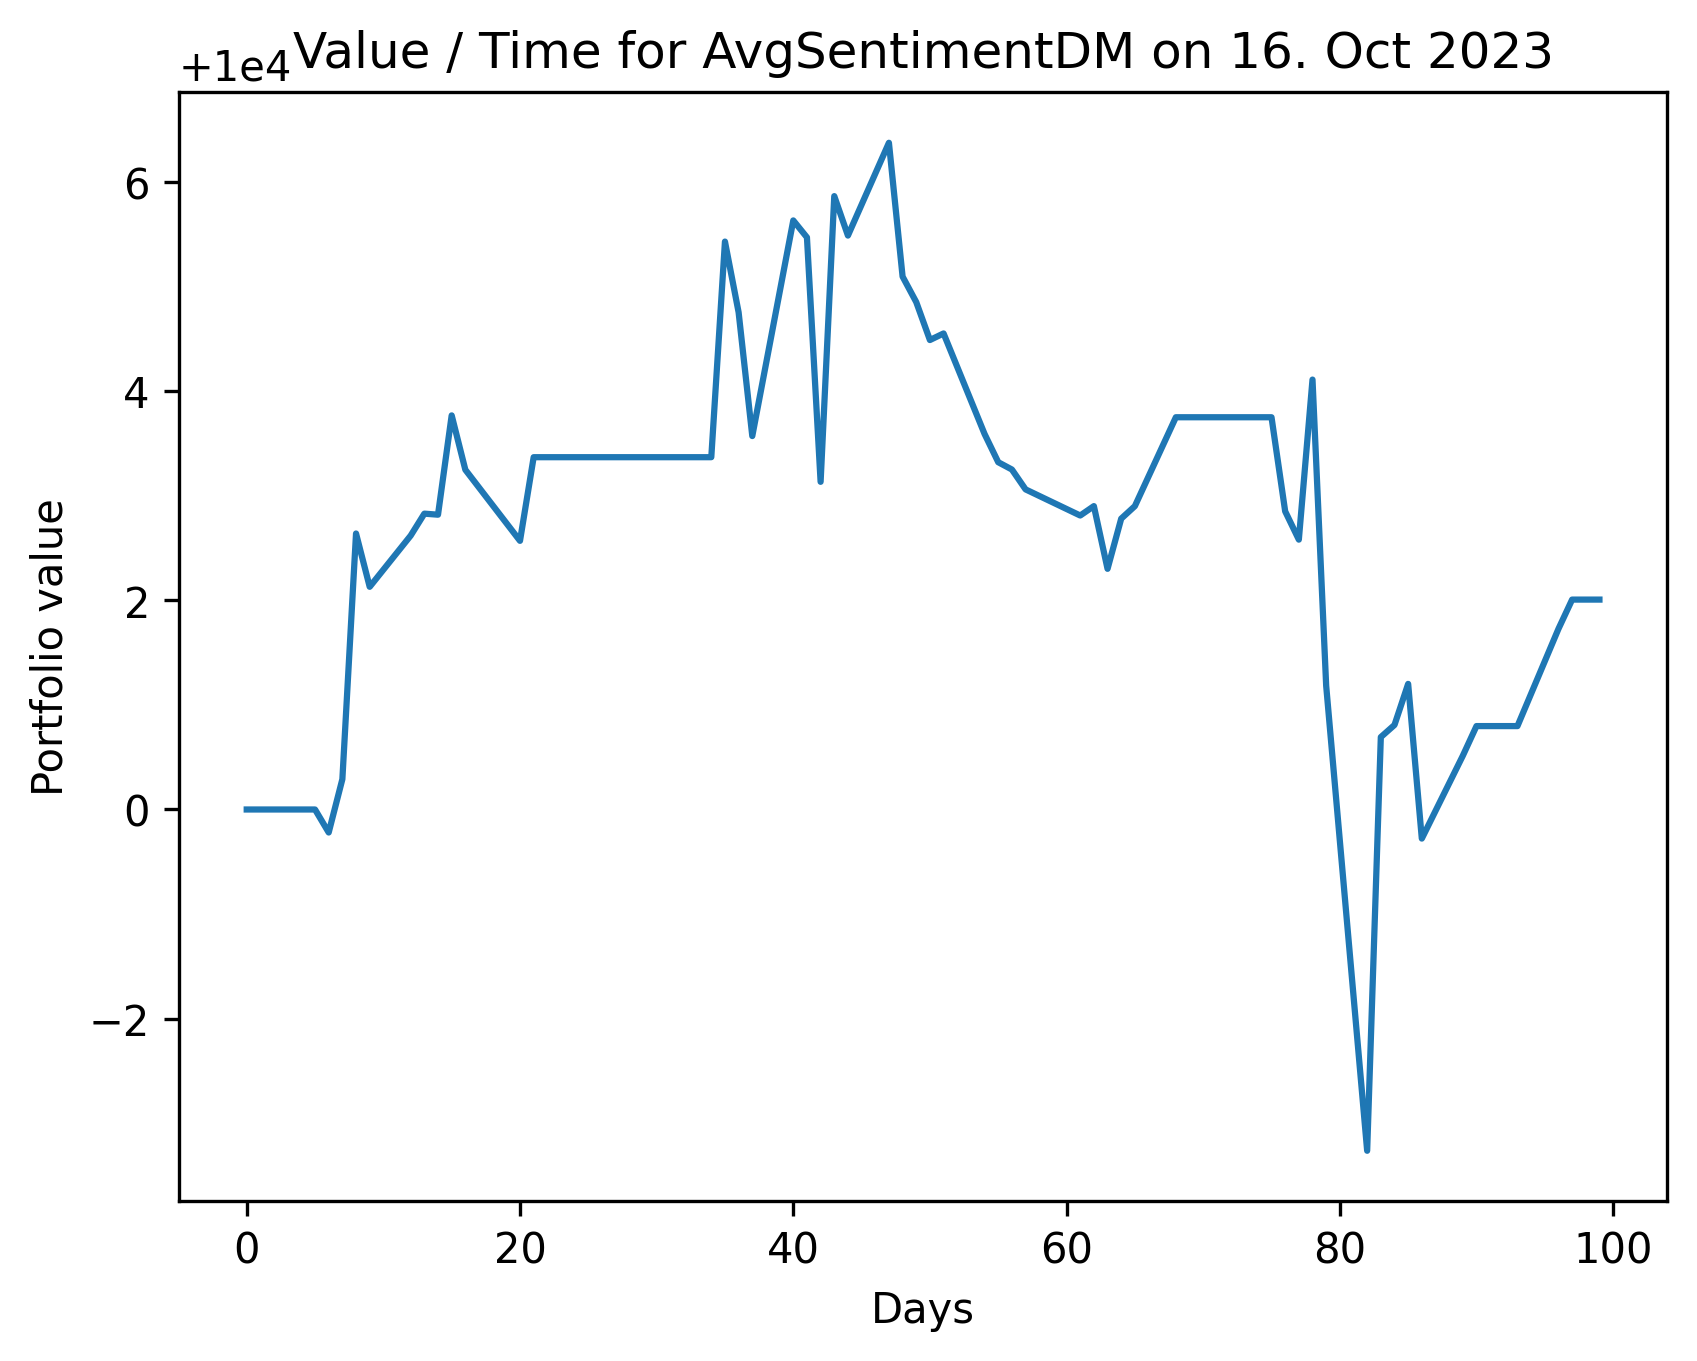 Value / Time for AvgSentimentDM on 16. Oct 2023
+1e4
6
4
2
0
−2
Portfolio value
0 20 40 60 80 100
Days